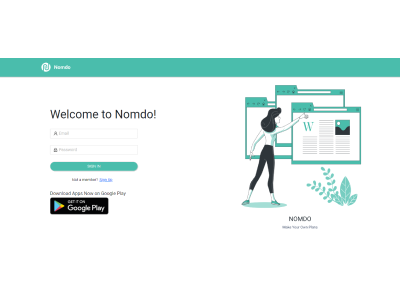 Nomdo
Welcome to Nomdo!
Email
Password
SIGN IN
Not a member? Sign Up
Download Apps Now on Google Play
GET IT ON
Google Play
W
NOMDO
Make Your Own Place